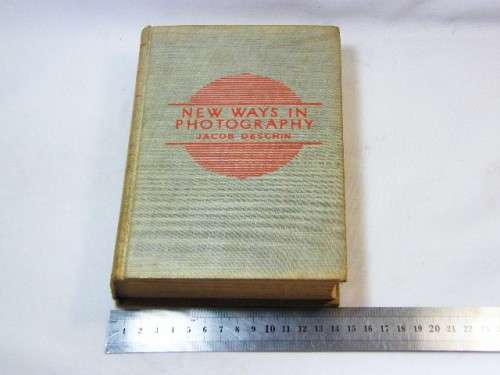 NEW WAYS IN
PHOTOGRAPHY
JACOB DESCHIN
1 2 3 4 5 6 7 8 9 10 11 12 13 14 15 16 17 18 19 20 21 22